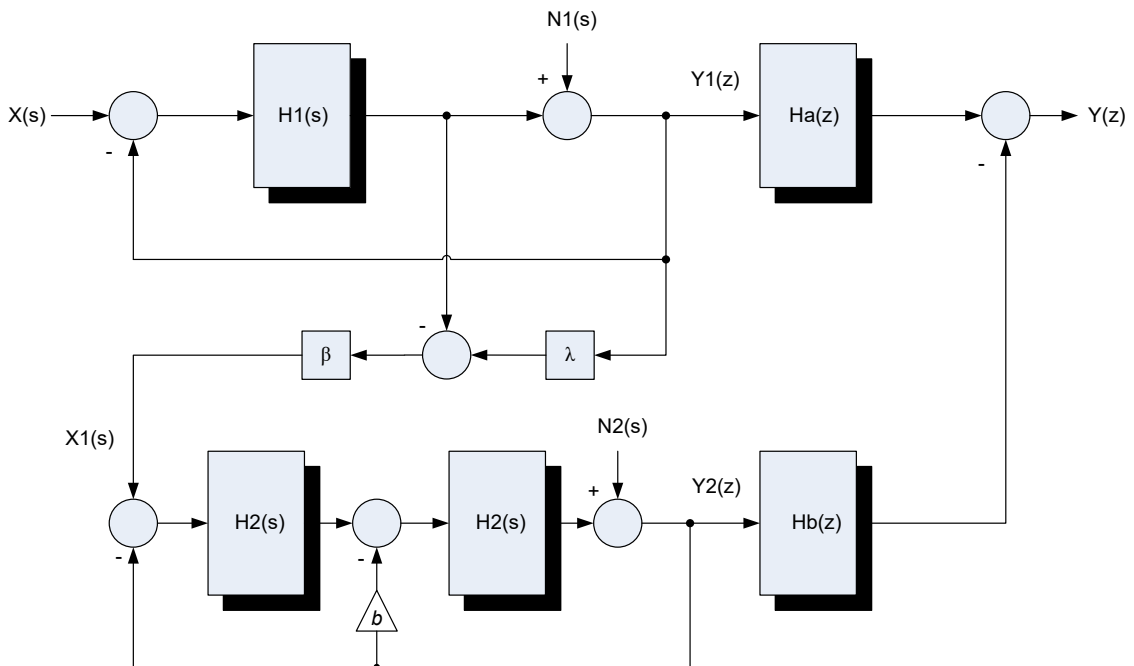 N1(s)
X(s)
-
H1(s)
+
Y1(z)
Ha(z)
-
Y(z)
β
-
λ
X1(s)
-
H2(s)
-
b
H2(s)
N2(s)
+
Y2(z)
Hb(z)